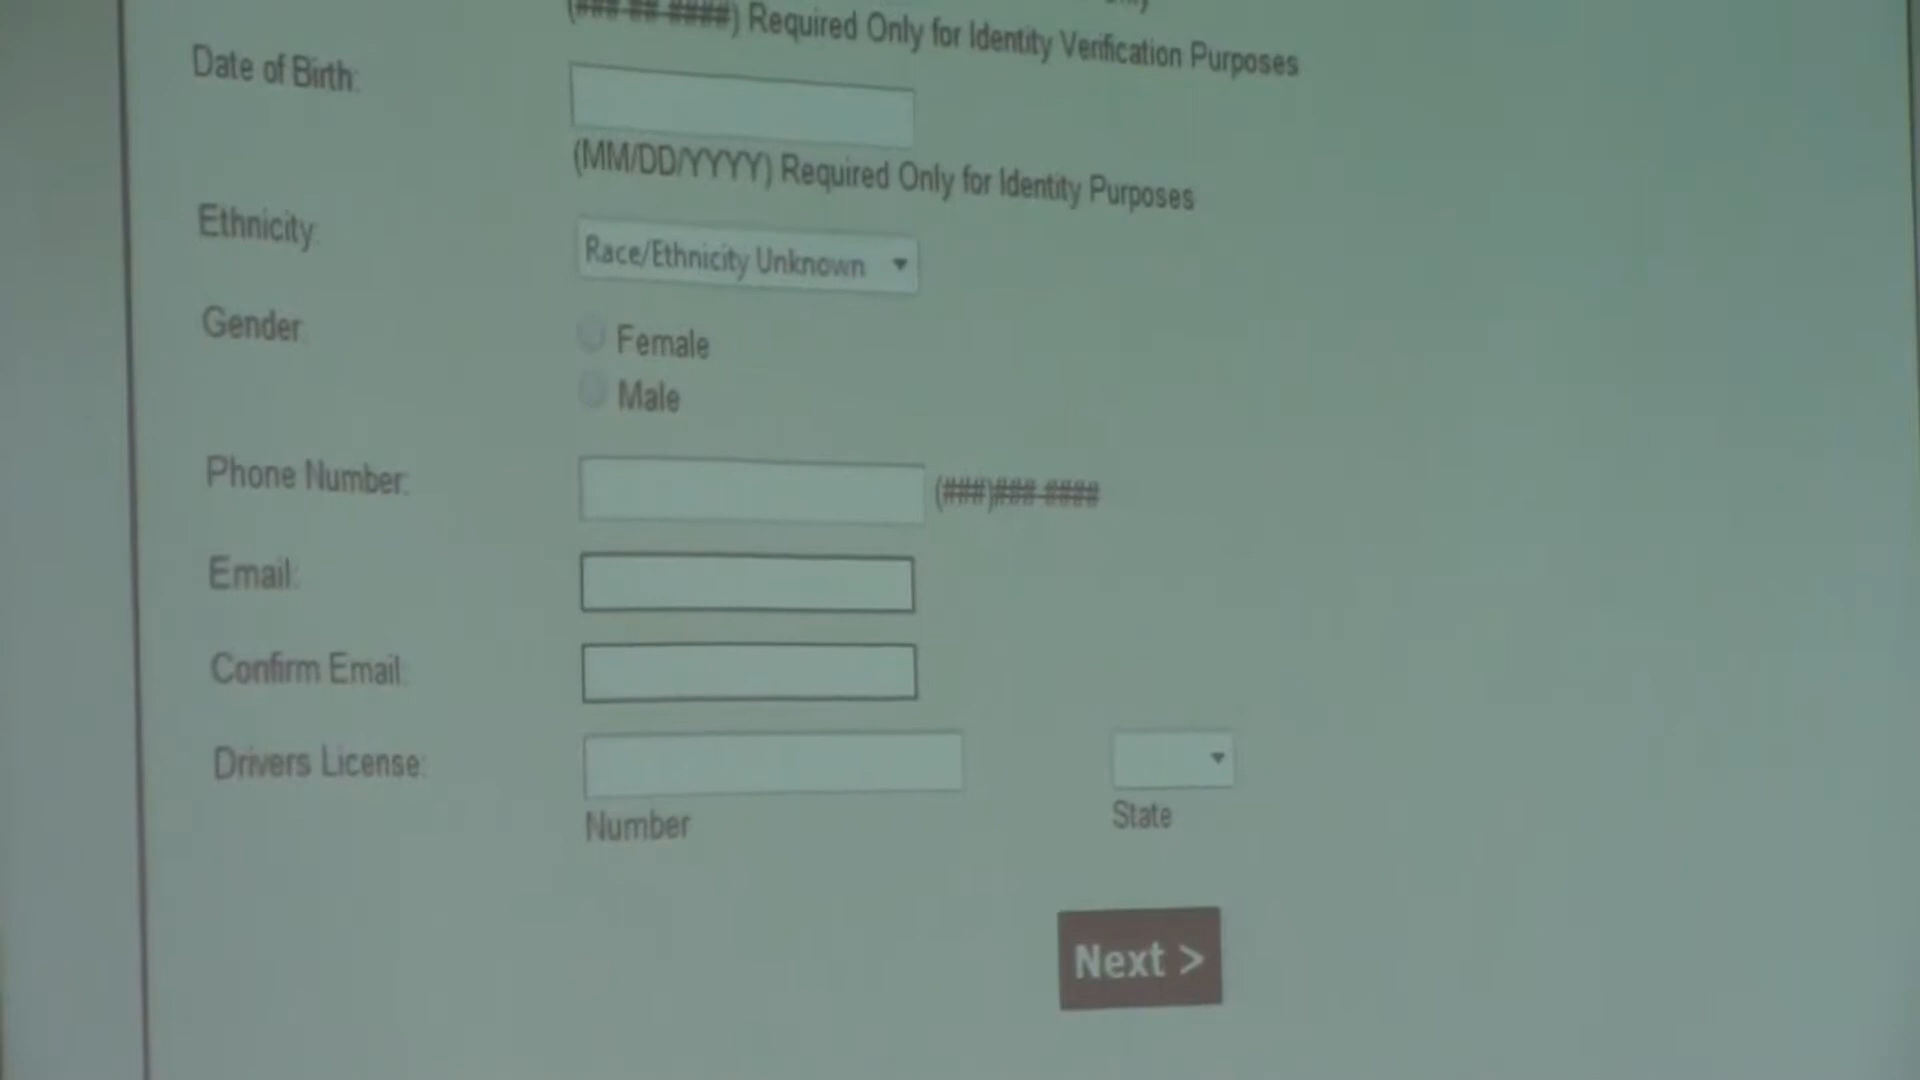 (###-##-####) Required Only for Identity Verification Purposes
Date of Birth:
(MM/DD/YYYY) Required Only for Identity Purposes
Ethnicity:
Race/Ethnicity Unknown
Gender:
Female
Male
Phone Number:
(###)###-####
Email:
Confirm Email:
Drivers License:
Number
State
Next >